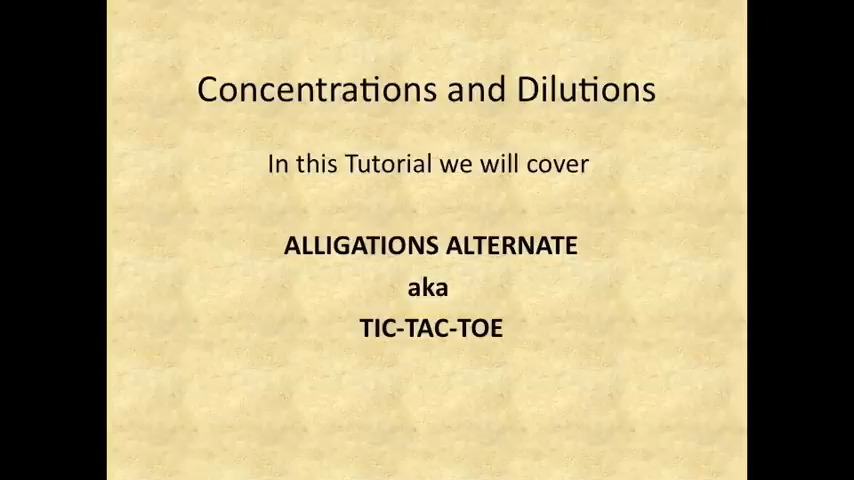 Concentrations and Dilutions
In this Tutorial we will cover
ALLIGATIONS ALTERNATE
aka
TIC-TAC-TOE